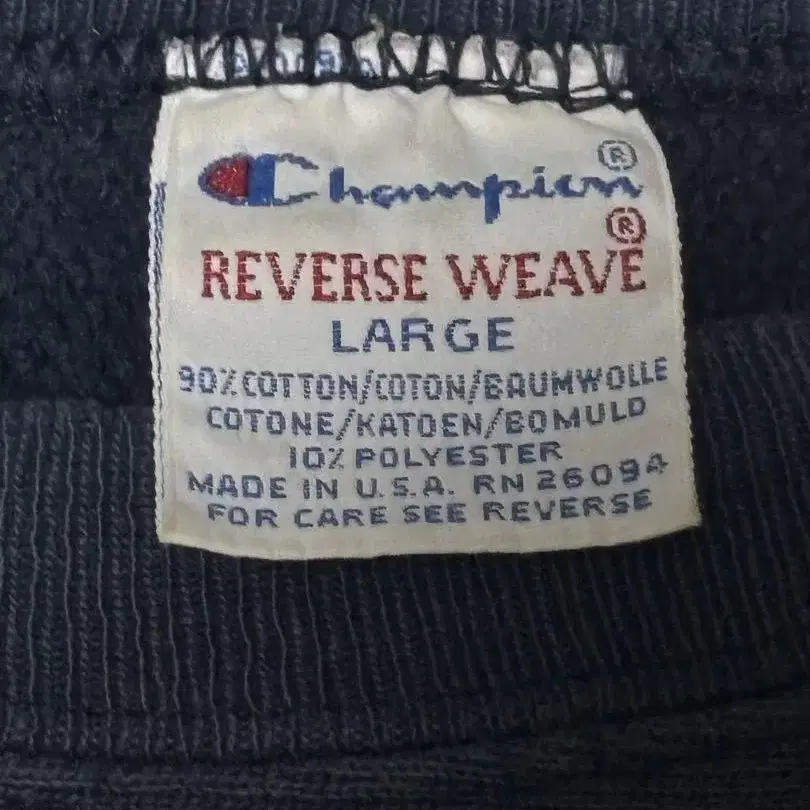 Champion®
REVERSE WEAVE®
LARGE
90% COTTON/COTON/BAUMWOLLE
COTONE/KATOEN/BOMULD
10% POLYESTER
MADE IN U.S.A. RN 26094
FOR CARE SEE REVERSE